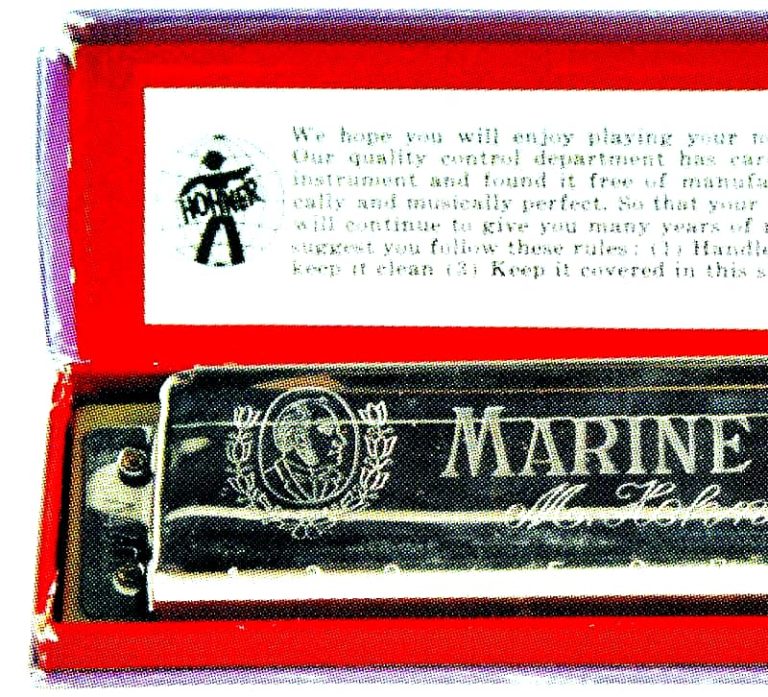 HOHNER
We hope you will enjoy playing your
Our quality control department has
instrument and found it free of
cally and musically perfect. So that your
will continue to give you many years of
suggest you follow these rules: (1) Handle
keep it clean (2) Keep it covered in this
MARINE
M. Hohner